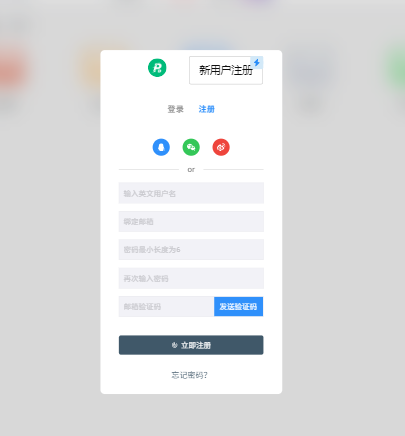 新用户注册
登录 注册
or
输入英文用户名
绑定邮箱
密码最小长度为6
再次输入密码
邮箱验证码 发送验证码
立即注册
忘记密码?